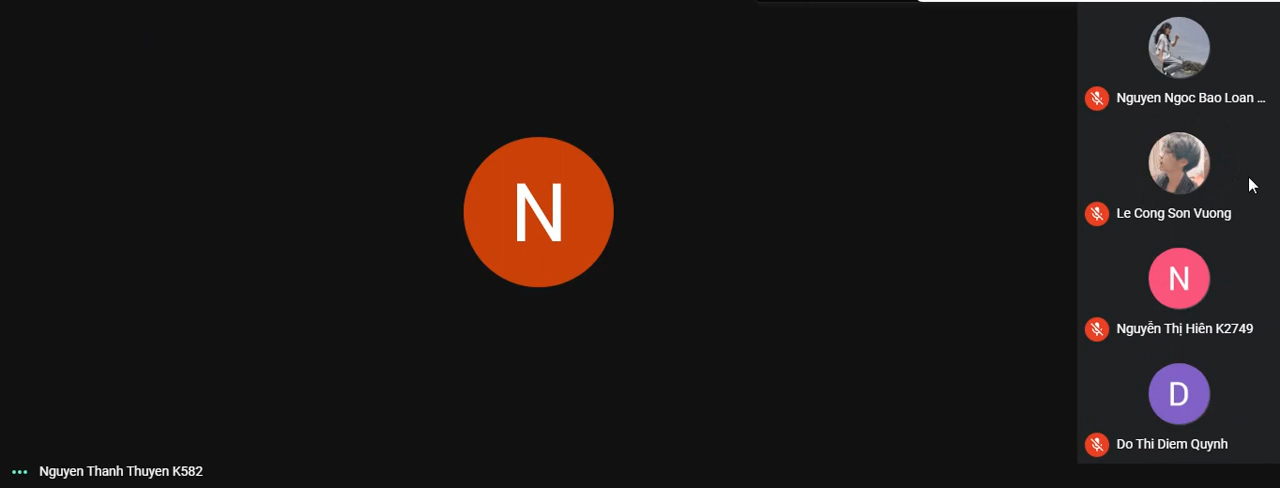 Nguyen Ngoc Bao Loan ...
Le Cong Son Vuong
N
N
Nguyễn Thị Hiên K2749
D
Do Thi Diem Quynh
Nguyen Thanh Thuyen K582